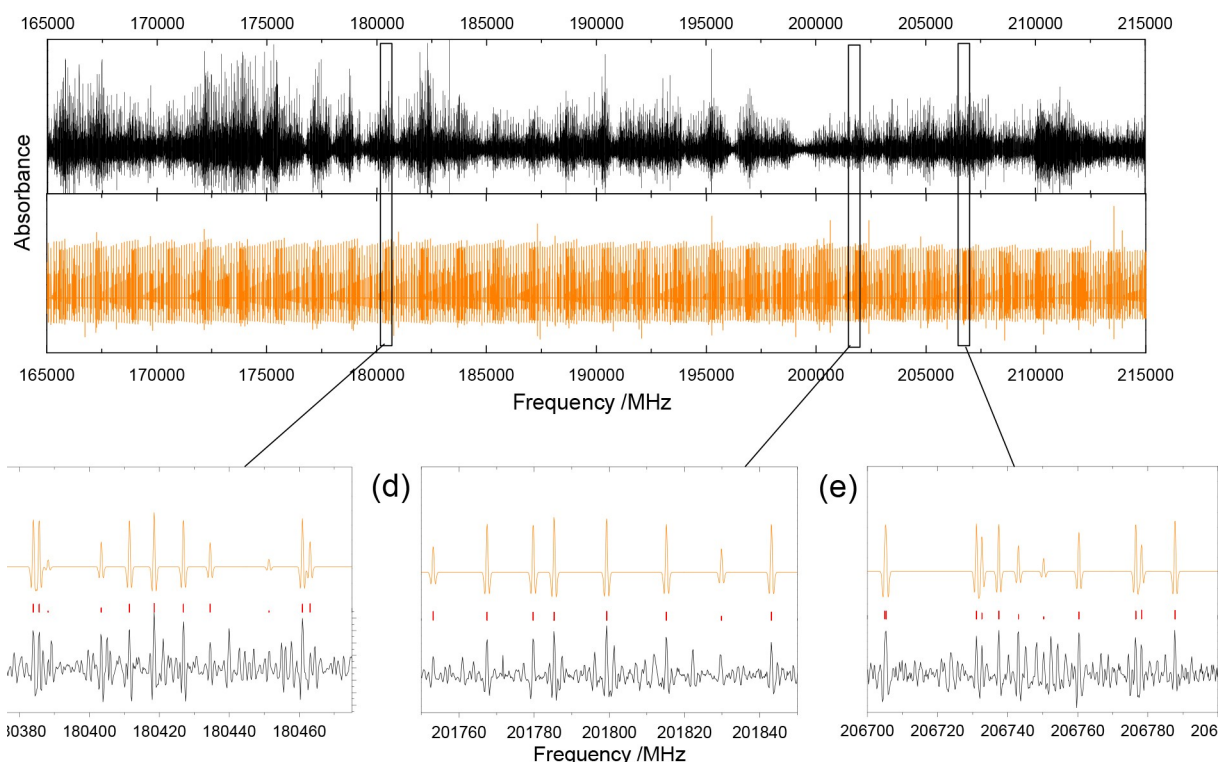 165000 170000 175000 180000 185000 190000 195000 200000 205000 210000 215000
Absorbance
165000 170000 175000 180000 185000 190000 195000 200000 205000 210000 215000
Frequency /MHz
(d) (e)
180400 180420 180440 180460 201760 201780 201800 201820 201840 206700 206720 206740 206760 206780
Frequency /MHz